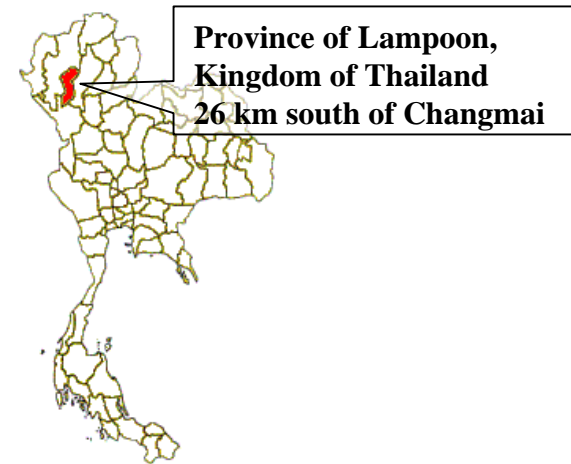 Province of Lampoon,
Kingdom of Thailand
26 km south of Changmai